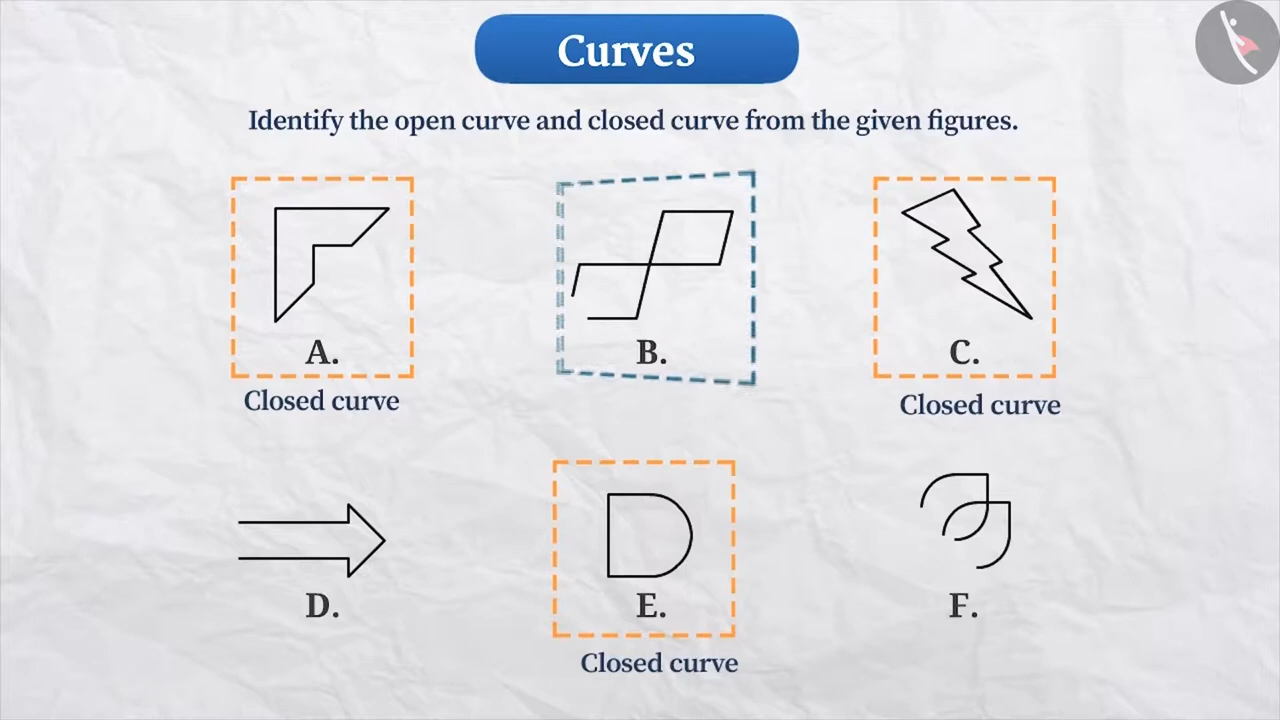 Curves
Identify the open curve and closed curve from the given figures.
A.
B.
C.
Closed curve
Closed curve
D.
E.
F.
Closed curve